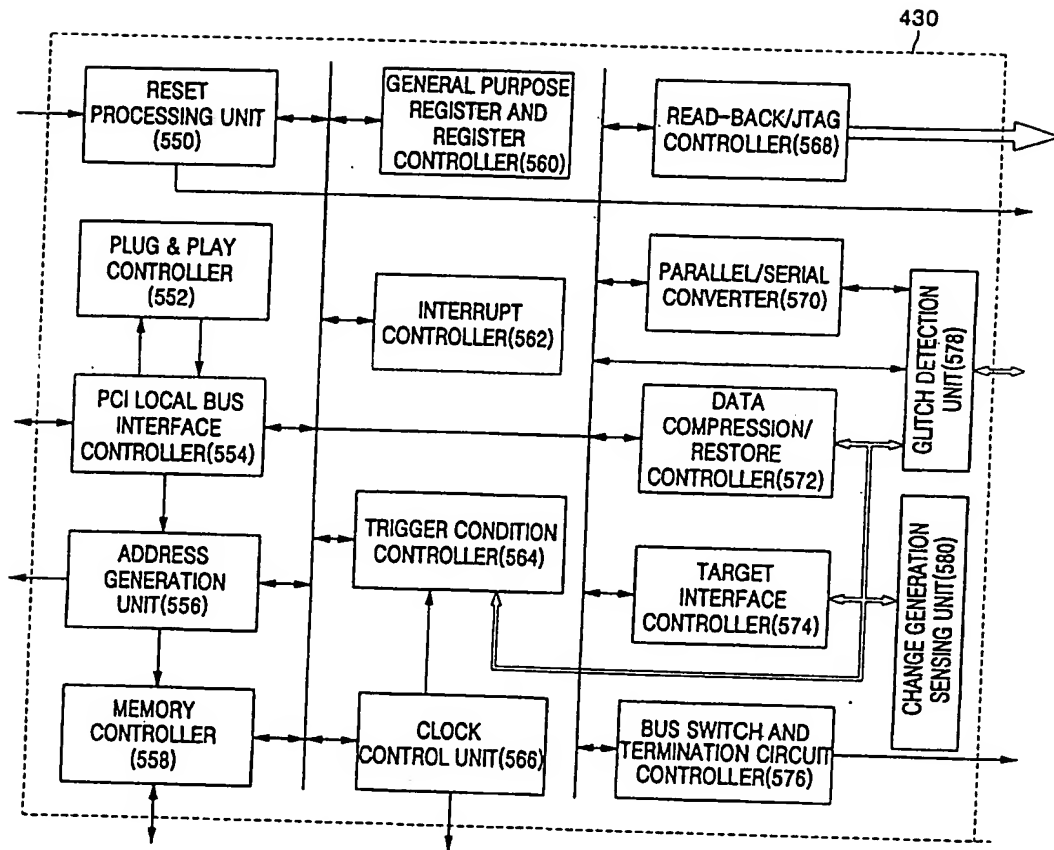 430
RESET
PROCESSING UNIT
(550)
GENERAL PURPOSE
REGISTER AND
REGISTER
CONTROLLER(560)
READ-BACK/JTAG
CONTROLLER(568)
PLUG & PLAY
CONTROLLER
(552)
INTERRUPT
CONTROLLER(562)
PARALLEL/SERIAL
CONVERTER(570)
GLITCH DETECTION
UNIT(578)
PCI LOCAL BUS
INTERFACE
CONTROLLER(554)
DATA
COMPRESSION/
RESTORE
CONTROLLER(572)
ADDRESS
GENERATION
UNIT(556)
TRIGGER CONDITION
CONTROLLER(564)
TARGET
INTERFACE
CONTROLLER(574)
CHANGE GENERATION
SENSING UNIT(580)
MEMORY
CONTROLLER
(558)
CLOCK
CONTROL UNIT(566)
BUS SWITCH AND
TERMINATION CIRCUIT
CONTROLLER(576)